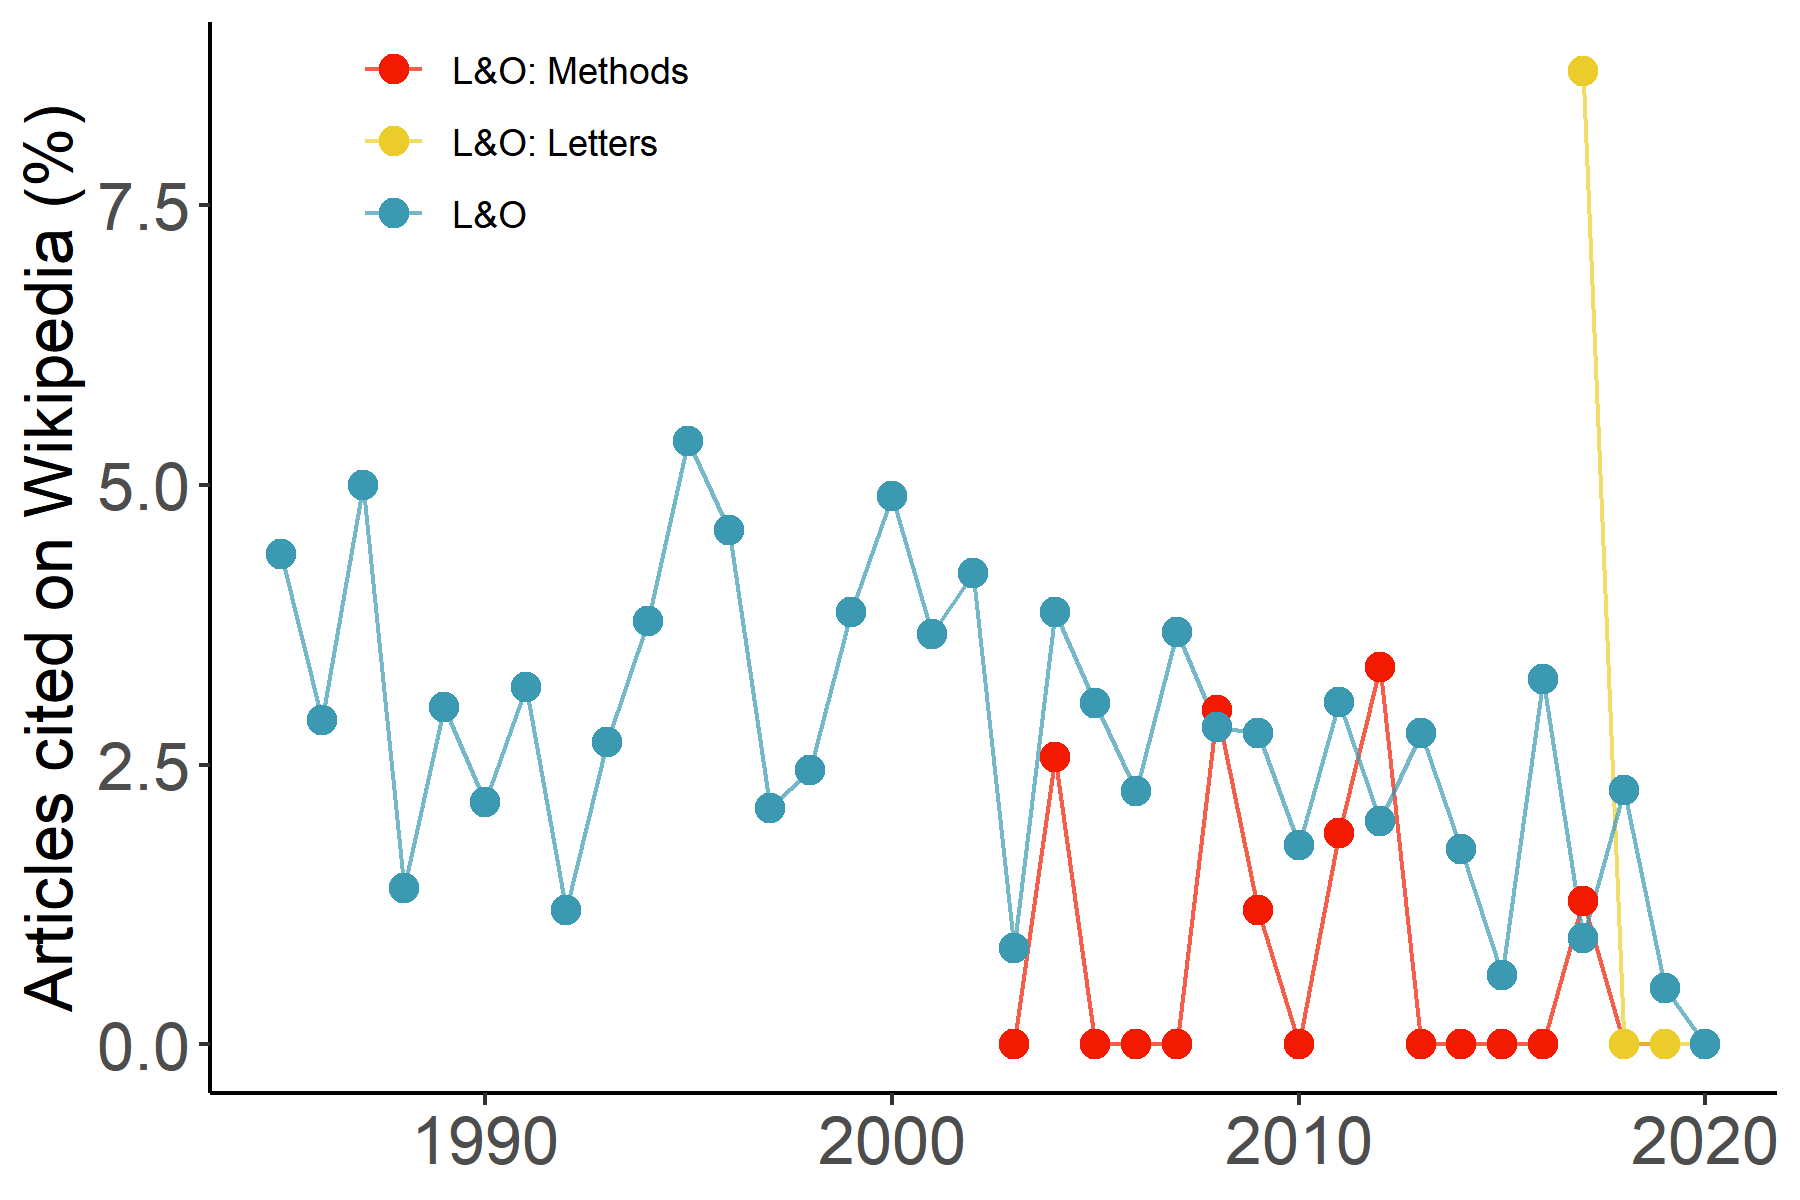 L&O: Methods
L&O: Letters
L&O
Articles cited on Wikipedia (%)
7.5
5.0
2.5
0.0
1990 2000 2010 2020